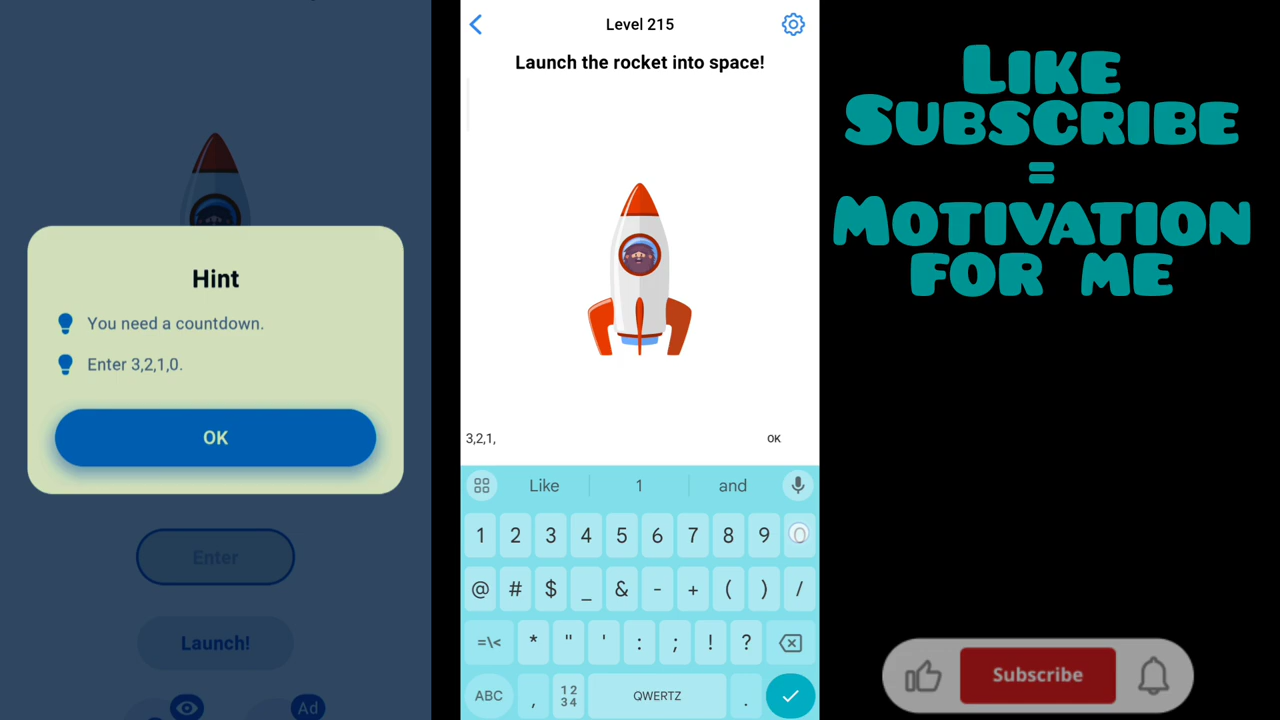 Hint
You need a countdown.
Enter 3,2,1,0.
OK
Enter
Launch!
Ad
Level 215
Launch the rocket into space!
3,2,1,
OK
Like 1 and
1 2 3 4 5 6 7 8 9 0
@ # $ _ & - + ( ) /
=\< * " ' : ; ! ?
ABC , 12 34 QWERTZ .
LIKE
SUBSCRIBE
=
MOTIVATION
FOR ME
Subscribe